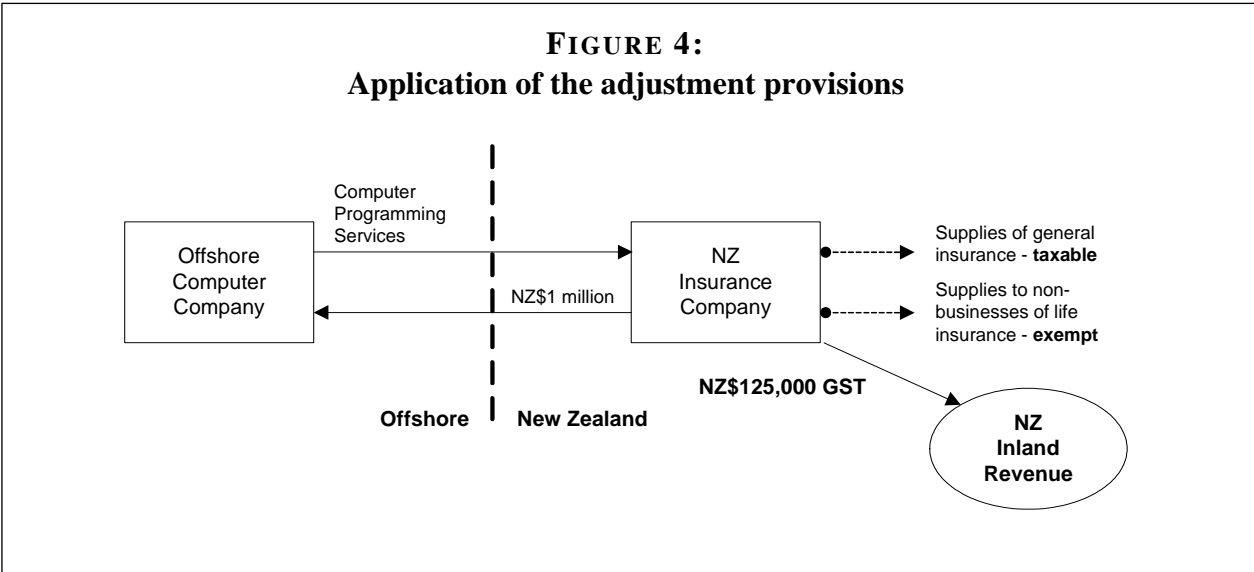 FIGURE 4:
Application of the adjustment provisions
Computer
Programming
Services
Offshore
Computer
Company
NZ$1 million
NZ
Insurance
Company
Supplies of general
insurance - taxable
Supplies to non-
businesses of life
insurance - exempt
NZ$125,000 GST
Offshore
New Zealand
NZ
Inland
Revenue